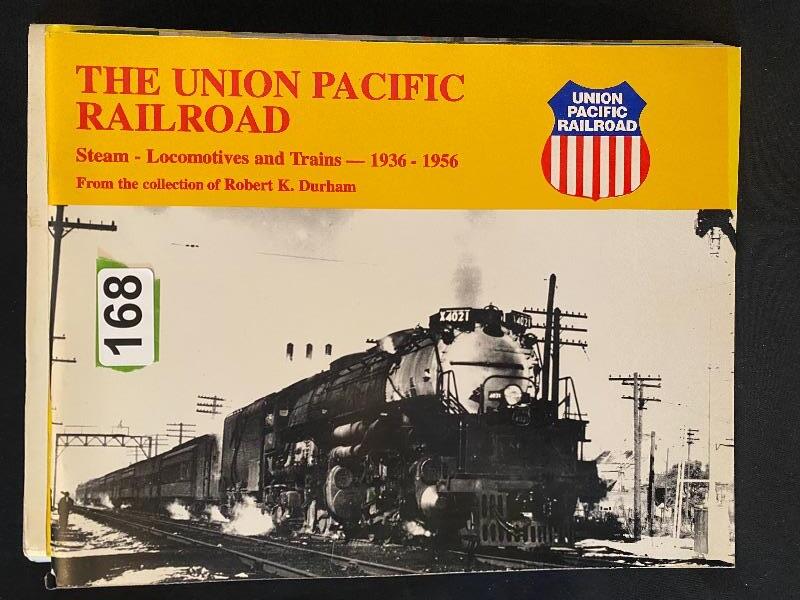 THE UNION PACIFIC
RAILROAD
Steam - Locomotives and Trains — 1936 - 1956
From the collection of Robert K. Durham
UNION
PACIFIC
RAILROAD
168
X4021
4021